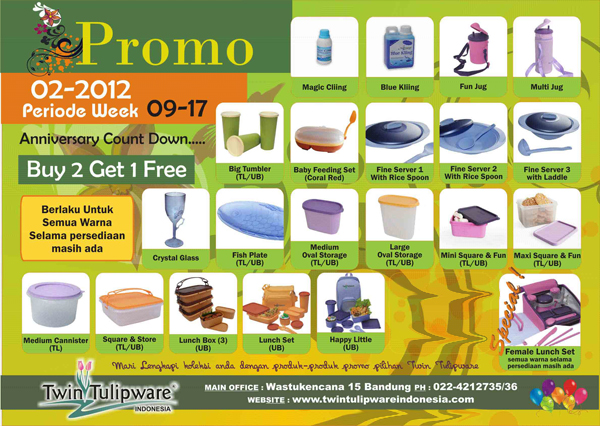 Promo
02-2012
Periode Week 09-17
Anniversary Count Down.....
Buy 2 Get 1 Free
Berlaku Untuk
Semua Warna
Selama persediaan
masih ada
Magic Cling
Blue Kliing
Fun Jug
Multi Jug
Big Tumbler
(TL/UB)
Baby Feeding Set
(Coral Red)
Fine Server 1
With Rice Spoon
Fine Server 2
With Rice Spoon
Fine Server 3
with Laddle
Crystal Glass
Fish Plate
(TL/UB)
Medium
Oval Storage
(TL/UB)
Large
Oval Storage
(TL/UB)
Mini Square & Fun
(TL/UB)
Maxi Square & Fun
(TL/UB)
Medium Cannister
(TL)
Square & Store
(TL/UB)
Lunch Box (3)
(UB)
Lunch Set
(UB)
Happy Little
(UB)
Special !
Female Lunch Set
semua warna selama
persediaan masih ada
Mari Lengkapi koleksi anda dengan produk-produk promo pilihan Twin Tulipware
Twin Tulipware®
INDONESIA
MAIN OFFICE : Wastukencana 15 Bandung PH : 022-4212735/36
WEBSITE : www.twintulipwareindonesia.com